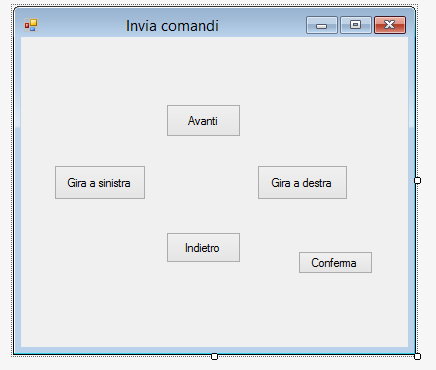 Invia comandi
Avanti
Gira a sinistra
Gira a destra
Indietro
Conferma